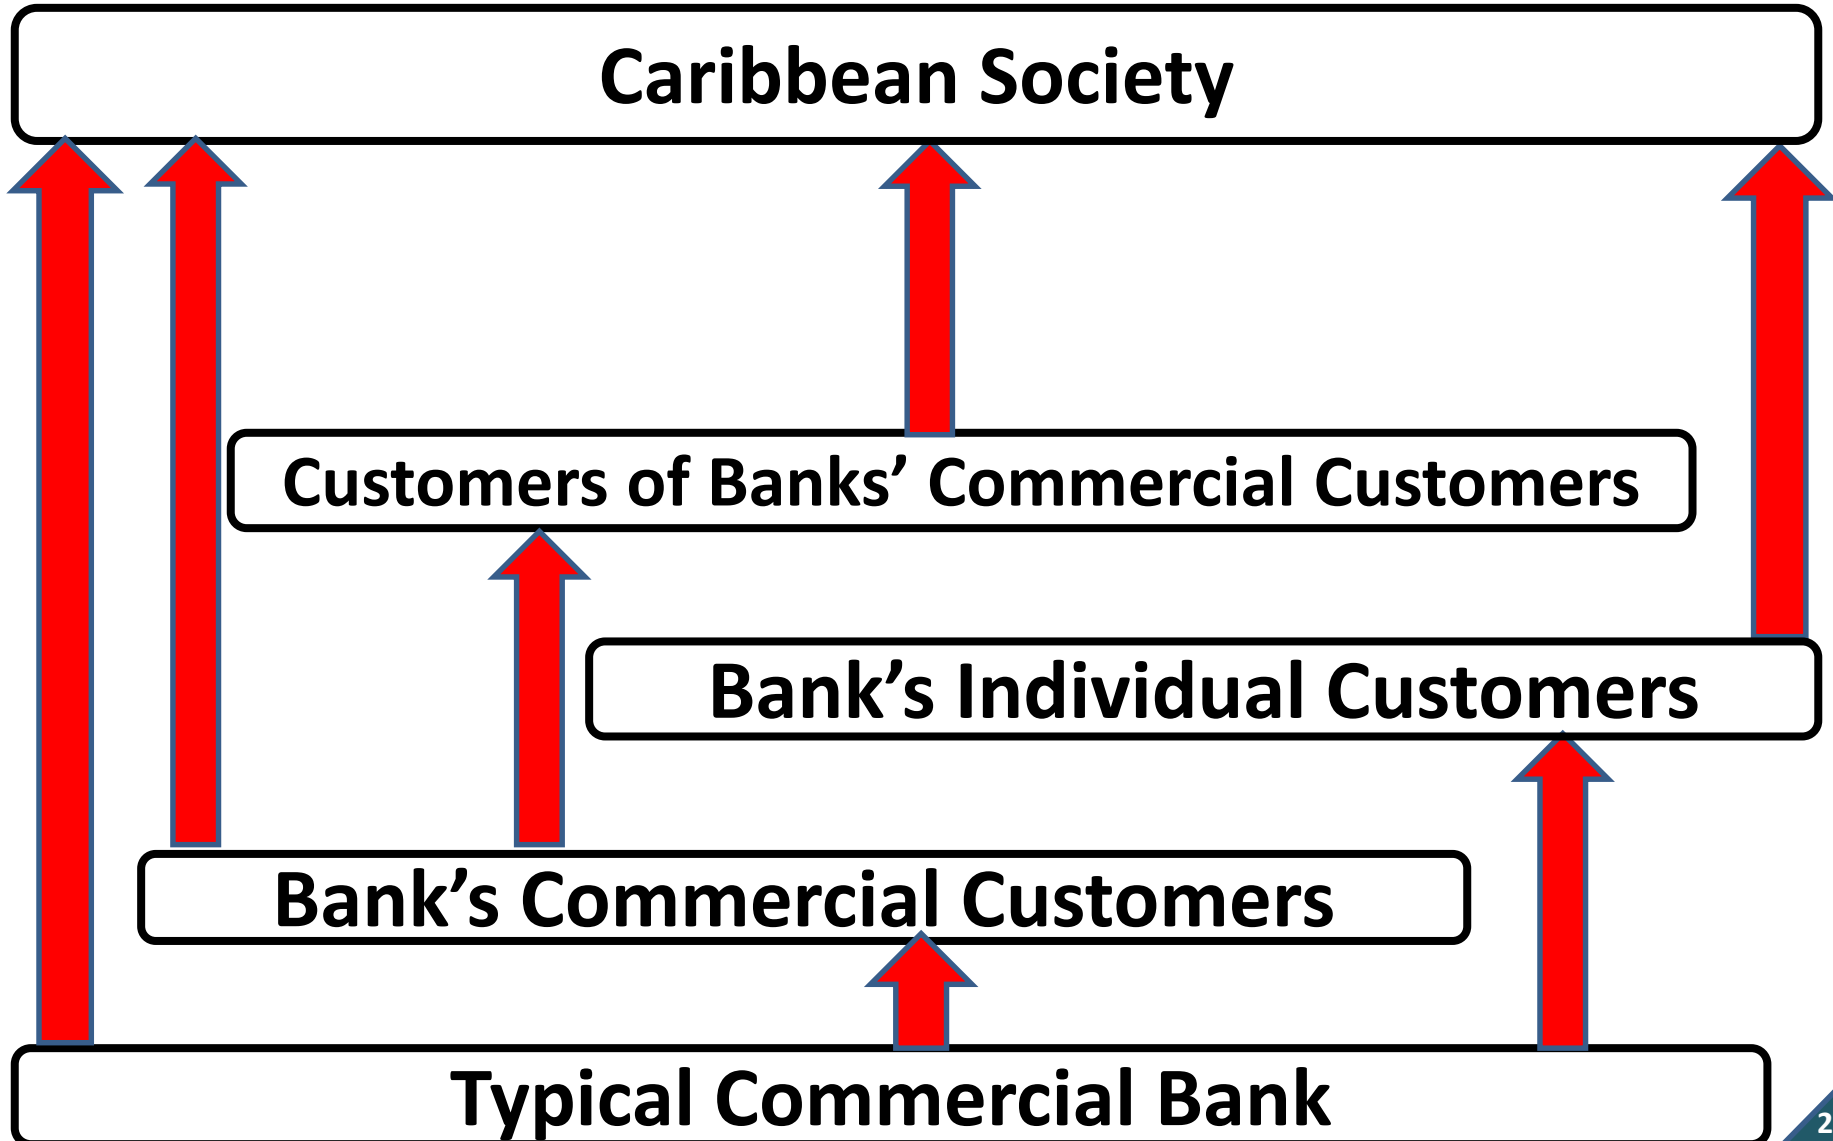 Caribbean Society
Customers of Banks’ Commercial Customers
Bank’s Individual Customers
Bank’s Commercial Customers
Typical Commercial Bank
2